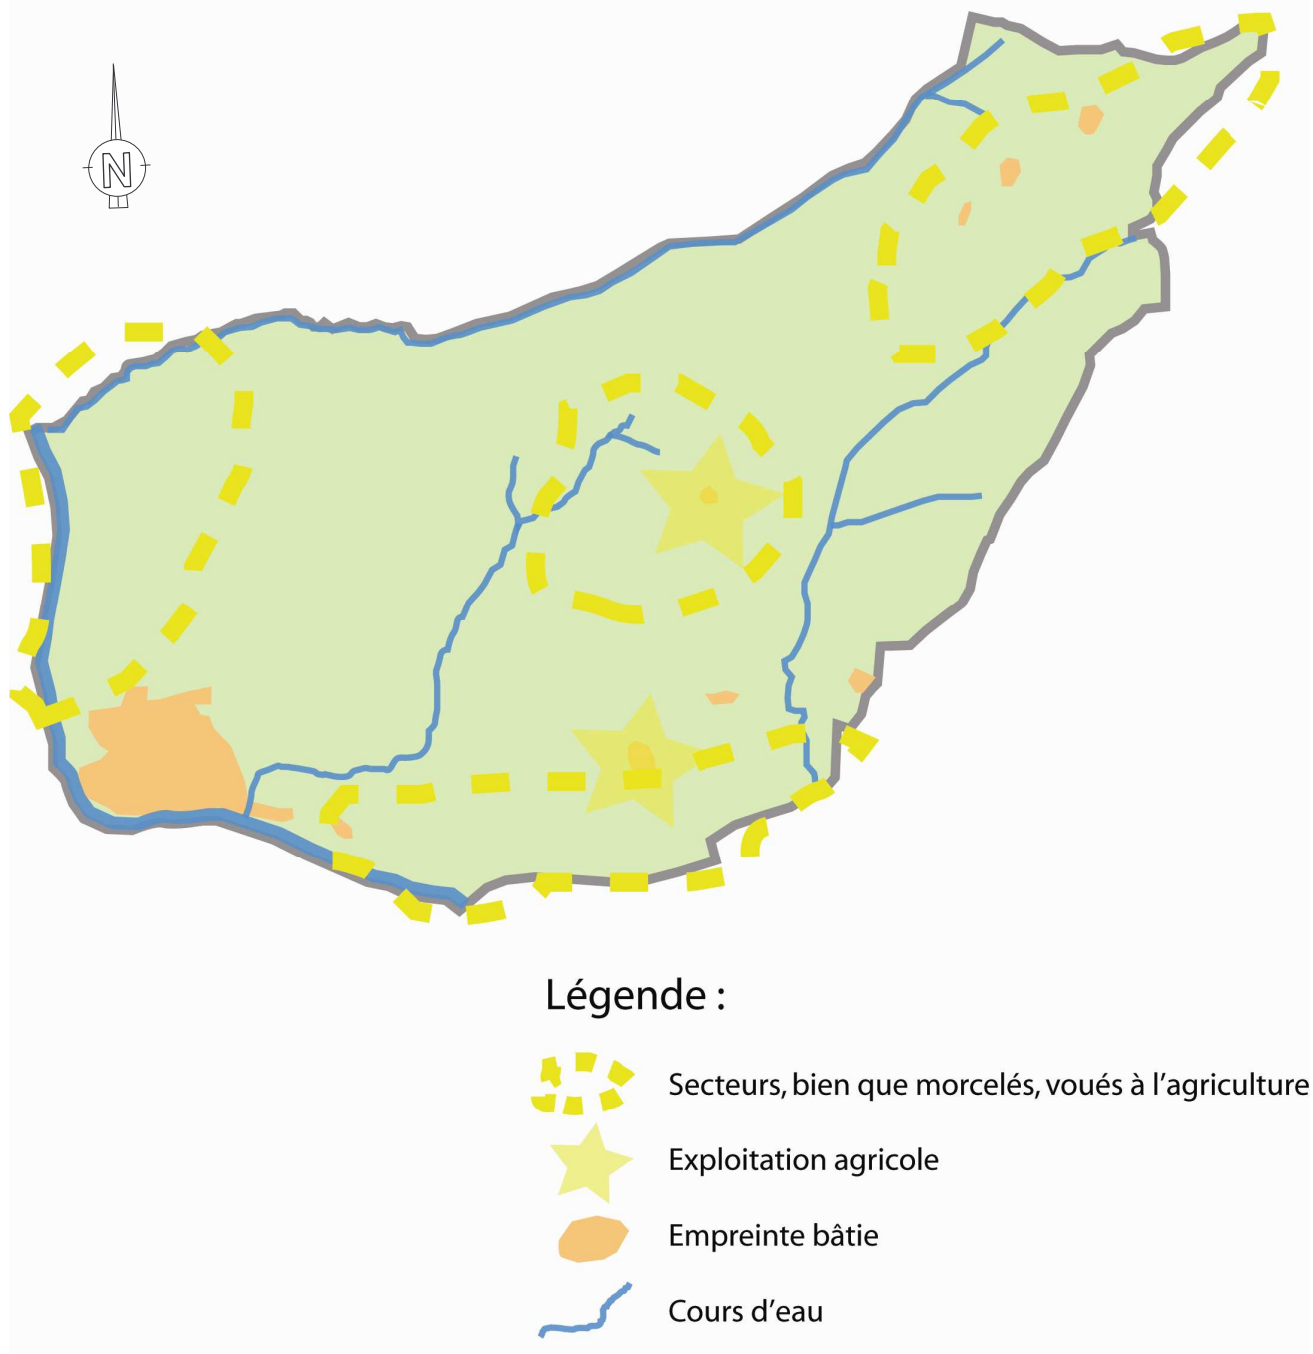 N
Légende :
Secteurs, bien que morcelés, voués à l’agriculture
Exploitation agricole
Empreinte bâtie
Cours d’eau